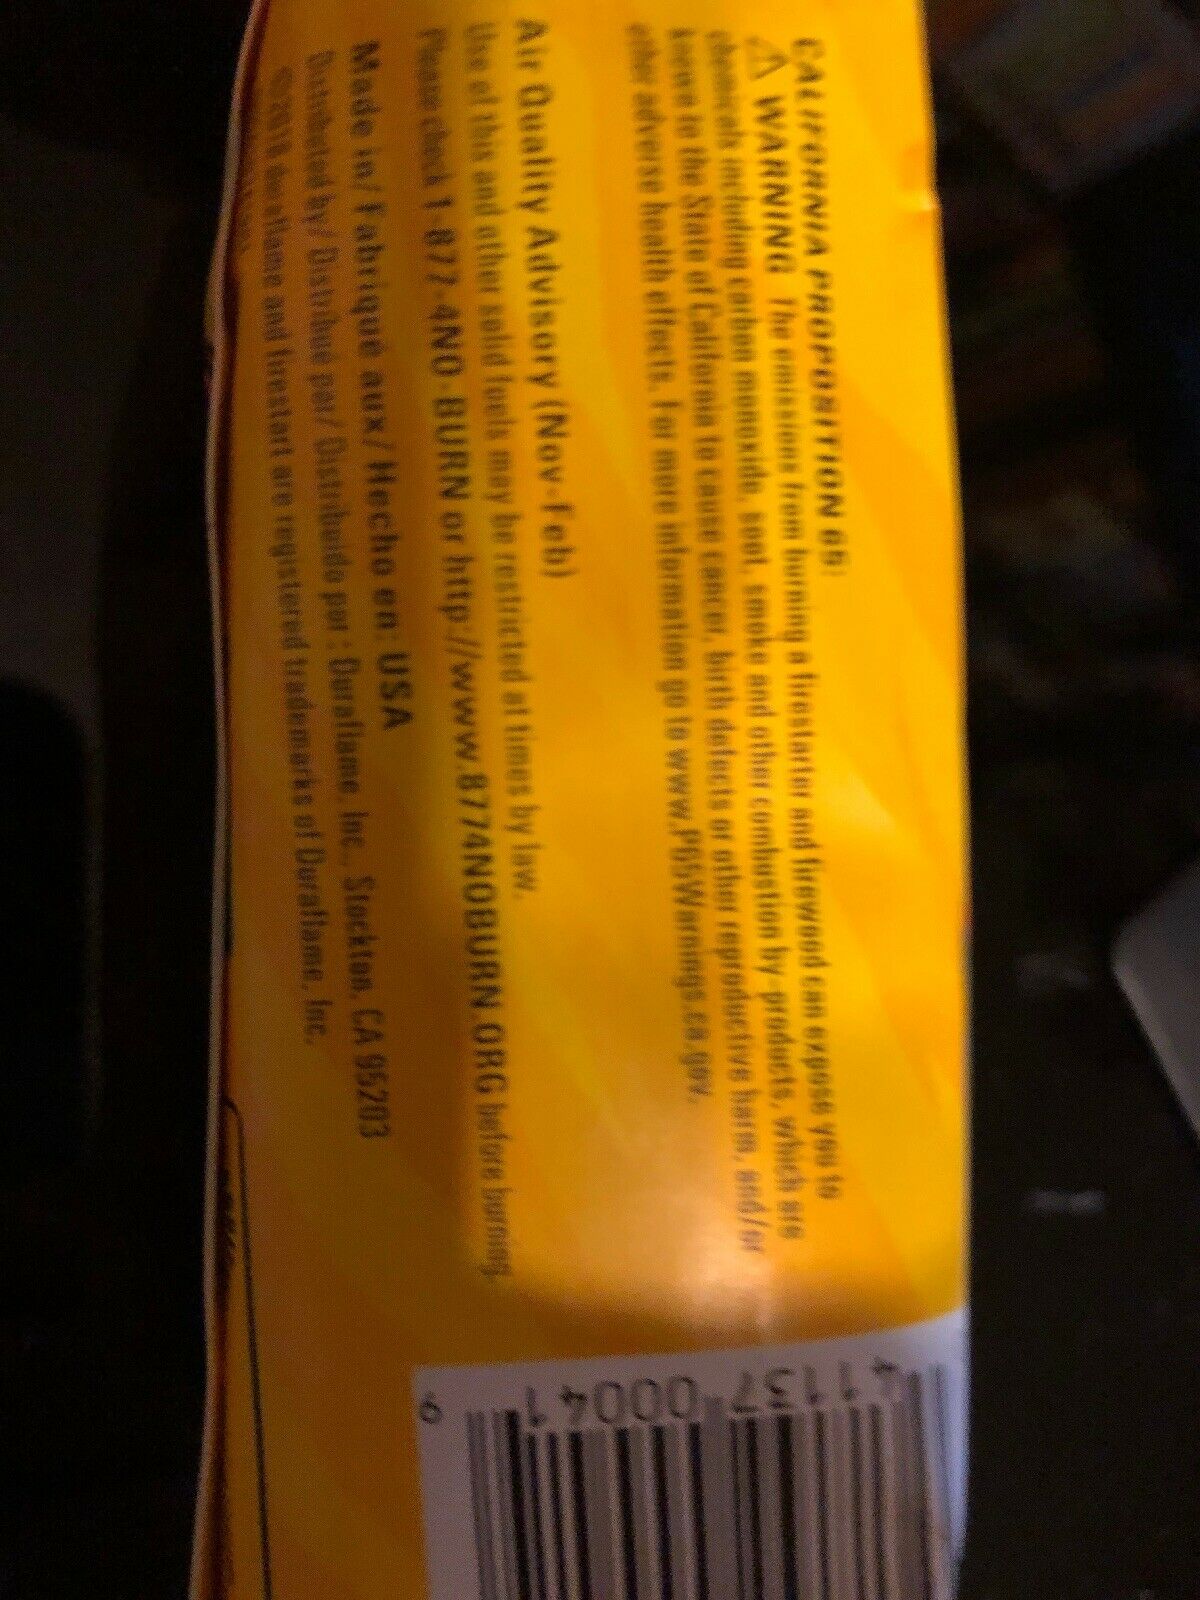 CALIFORNIA PROPOSITION 65:
⚠ WARNING The emissions from burning a firestarter and firewood can expose you to
chemicals including carbon monoxide, soot, smoke and other combustion by-products, which are
known to the State of California to cause cancer, birth defects or other reproductive harm, and/or
other adverse health effects. For more information go to www.P65Warnings.ca.gov.
Air Quality Advisory (Nov-Feb)
Use of this and other solid fuels may be restricted at times by law.
Please check 1-877-4NO-BURN or http://www.8774NOBURN.ORG before burning.
Made in/ Fabriqué aux/ Hecho en: USA
Distributed by/ Distribué par/ Distribuido por: Duraflame, Inc., Stockton, CA 95203
Duraflame and firestart are registered trademarks of Duraflame, Inc.
41137 00041 9